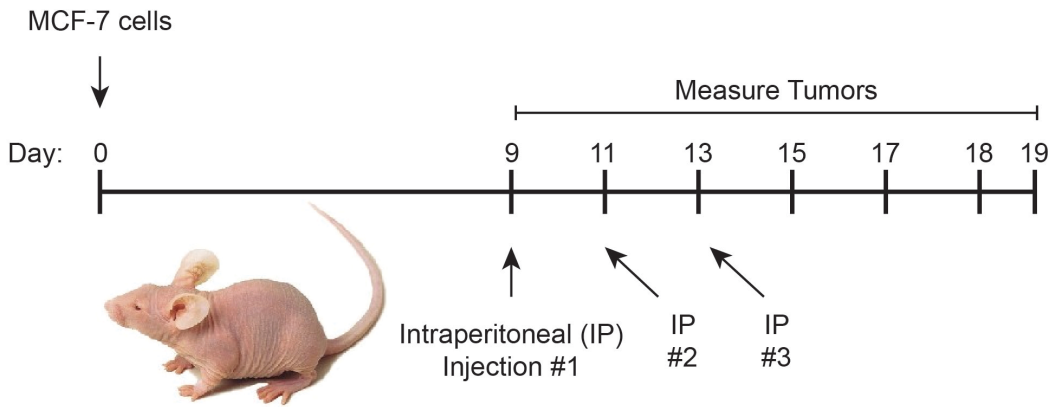 MCF-7 cells
Measure Tumors
Day: 0 9 11 13 15 17 18 19
Intraperitoneal (IP)
Injection #1
IP
#2
IP
#3